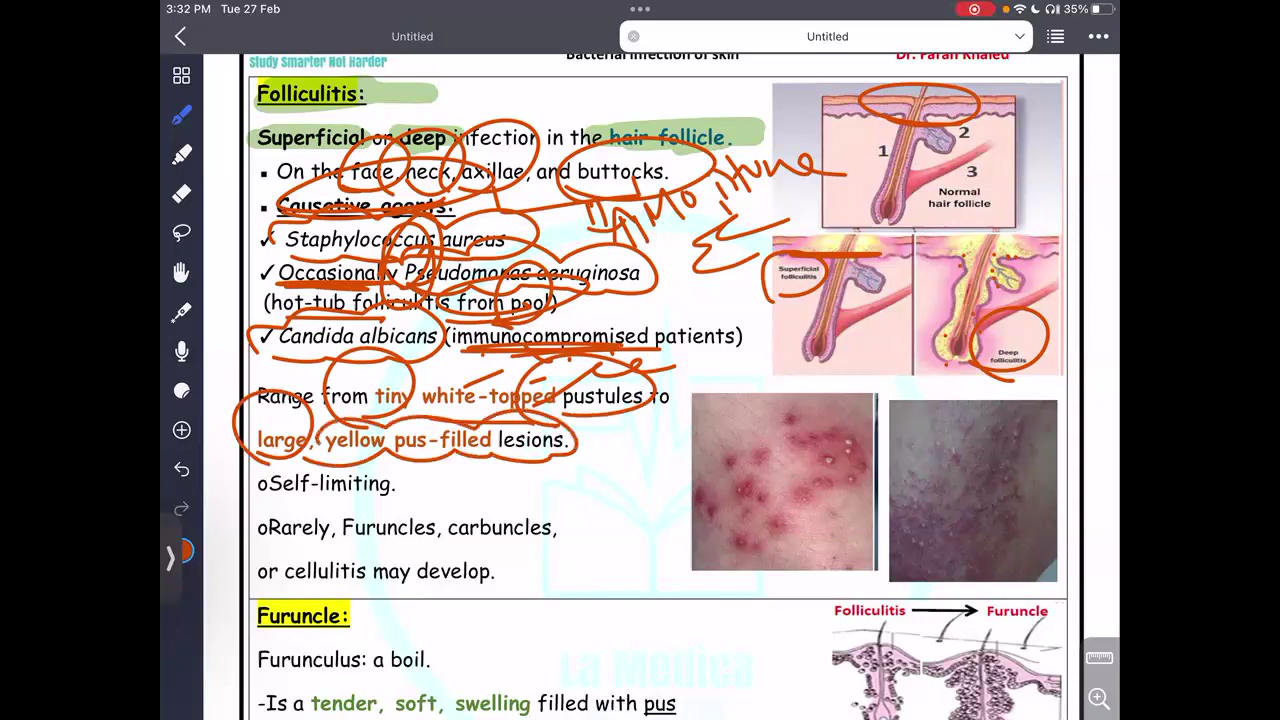 3:32 PM Tue 27 Feb
35%
Untitled
Untitled
Study Smarter Not Harder
Bacterial infection of skin
Dr. Farah Khaled
Folliculitis:
Superficial or deep infection in the hair follicle.
▪ On the face, neck, axillae, and buttocks.
▪ Causative agents:
✓ Staphylococcus aureus
✓ Occasionally Pseudomonas aeruginosa
(hot-tub folliculitis from pool)
✓ Candida albicans (immunocompromised patients)
Range from tiny white-topped pustules to
large, yellow pus-filled lesions.
oSelf-limiting.
oRarely, Furuncles, carbuncles,
or cellulitis may develop.
1
2
3
Normal
hair follicle
Superficial
folliculitis
Deep
folliculitis
Furuncle:
Furunculus: a boil.
-Is a tender, soft, swelling filled with pus
Folliculitis
Furuncle
La Medica